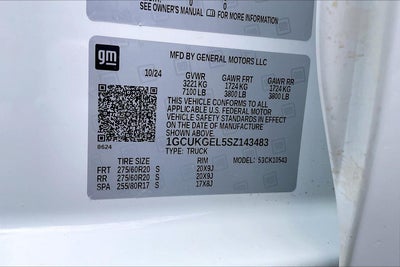 0 0
SEE OWNER'S MANUAL FOR MORE INFORMATION
gm
MFD BY GENERAL MOTORS LLC
10/24 GVWR GAWR FRT GAWR RR
3221 KG 1724 KG 1724 KG
7100 LB 3800 LB 3800 LB
THIS VEHICLE CONFORMS TO ALL
APPLICABLE U.S. FEDERAL MOTOR
VEHICLE SAFETY STANDARDS IN EFFECT
ON THE DATE OF MANUFACTURE
1GCUKGEL5SZ143483
0624
TYPE: TRUCK
TIRE SIZE RIM MODEL: 53CK10543
FRT 275/60R20 S 20X9J
RR 275/60R20 S 20X9J
SPA 255/80R17 S 17X8J